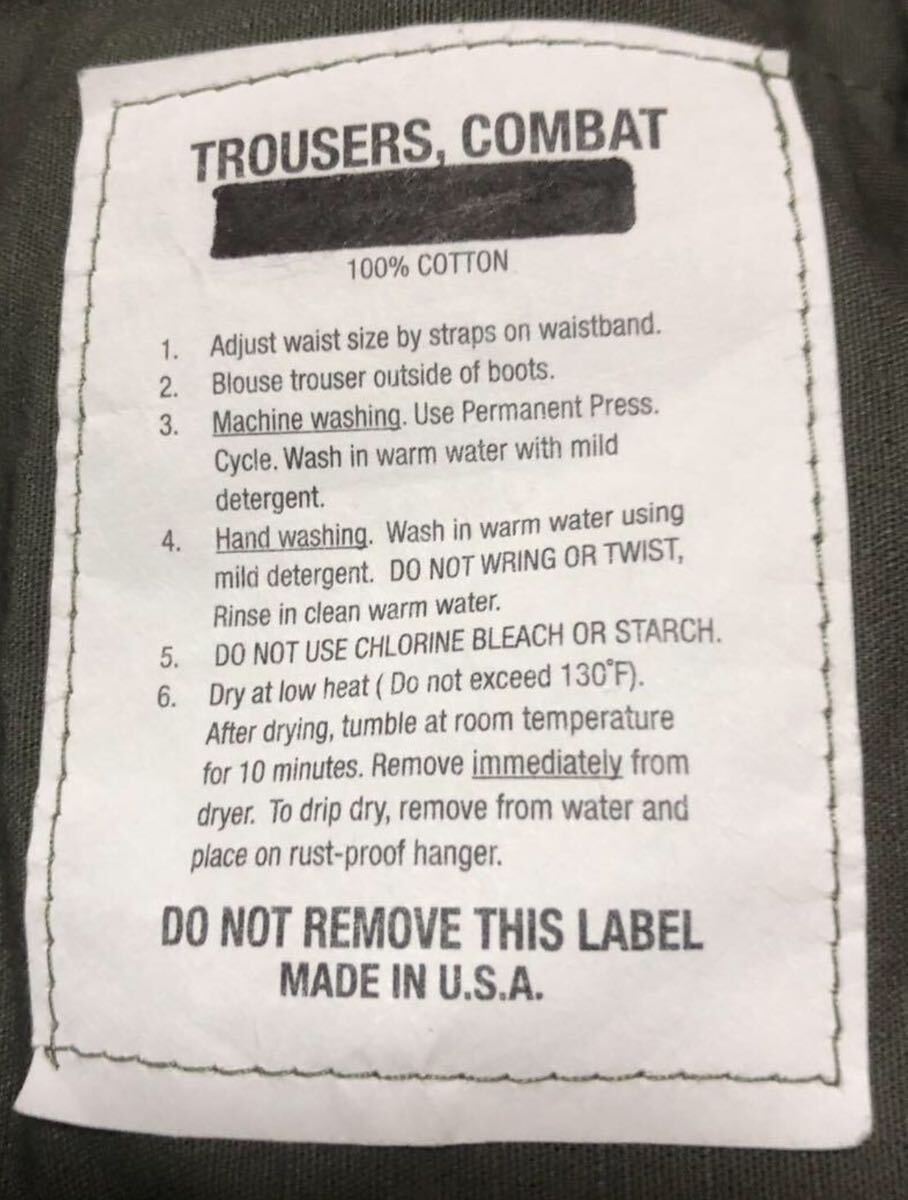 TROUSERS, COMBAT
100% COTTON
1. Adjust waist size by straps on waistband.
2. Blouse trouser outside of boots.
3. Machine washing. Use Permanent Press.
Cycle. Wash in warm water with mild
detergent.
4. Hand washing. Wash in warm water using
mild detergent. DO NOT WRING OR TWIST,
Rinse in clean warm water.
5. DO NOT USE CHLORINE BLEACH OR STARCH.
6. Dry at low heat ( Do not exceed 130°F).
After drying, tumble at room temperature
for 10 minutes. Remove immediately from
dryer. To drip dry, remove from water and
place on rust-proof hanger.
DO NOT REMOVE THIS LABEL
MADE IN U.S.A.